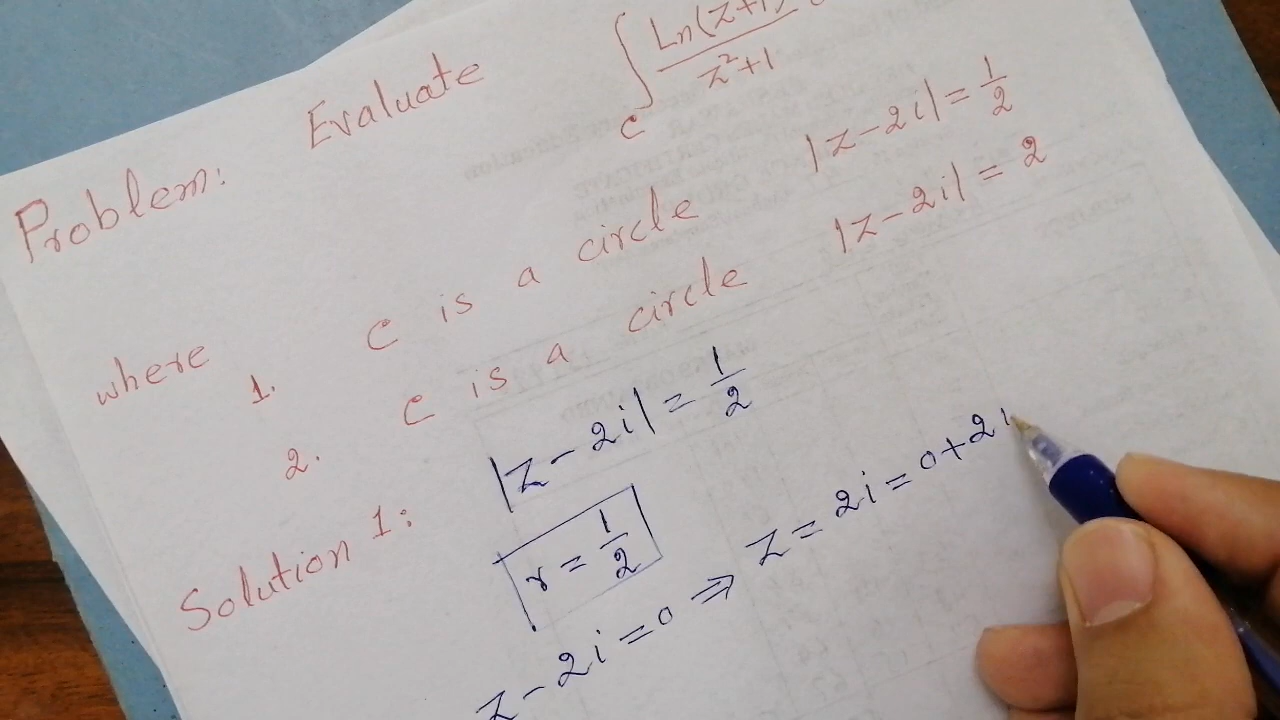 Problem: Evaluate ∫_C Ln(z+1) / z²+1
where 1. C is a circle |z-2i| = 1/2
2. C is a circle |z-2i| = 2
Solution 1: |z-2i| = 1/2
r = 1/2
z-2i = 0 ⇒ z = 2i = 0+2i